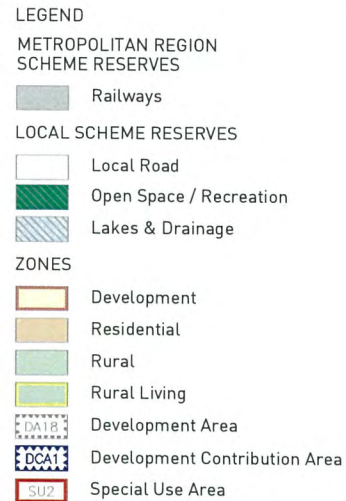 LEGEND
METROPOLITAN REGION
SCHEME RESERVES
Railways
LOCAL SCHEME RESERVES
Local Road
Open Space / Recreation
Lakes & Drainage
ZONES
Development
Residential
Rural
Rural Living
DA18 Development Area
DCA1 Development Contribution Area
SU2 Special Use Area